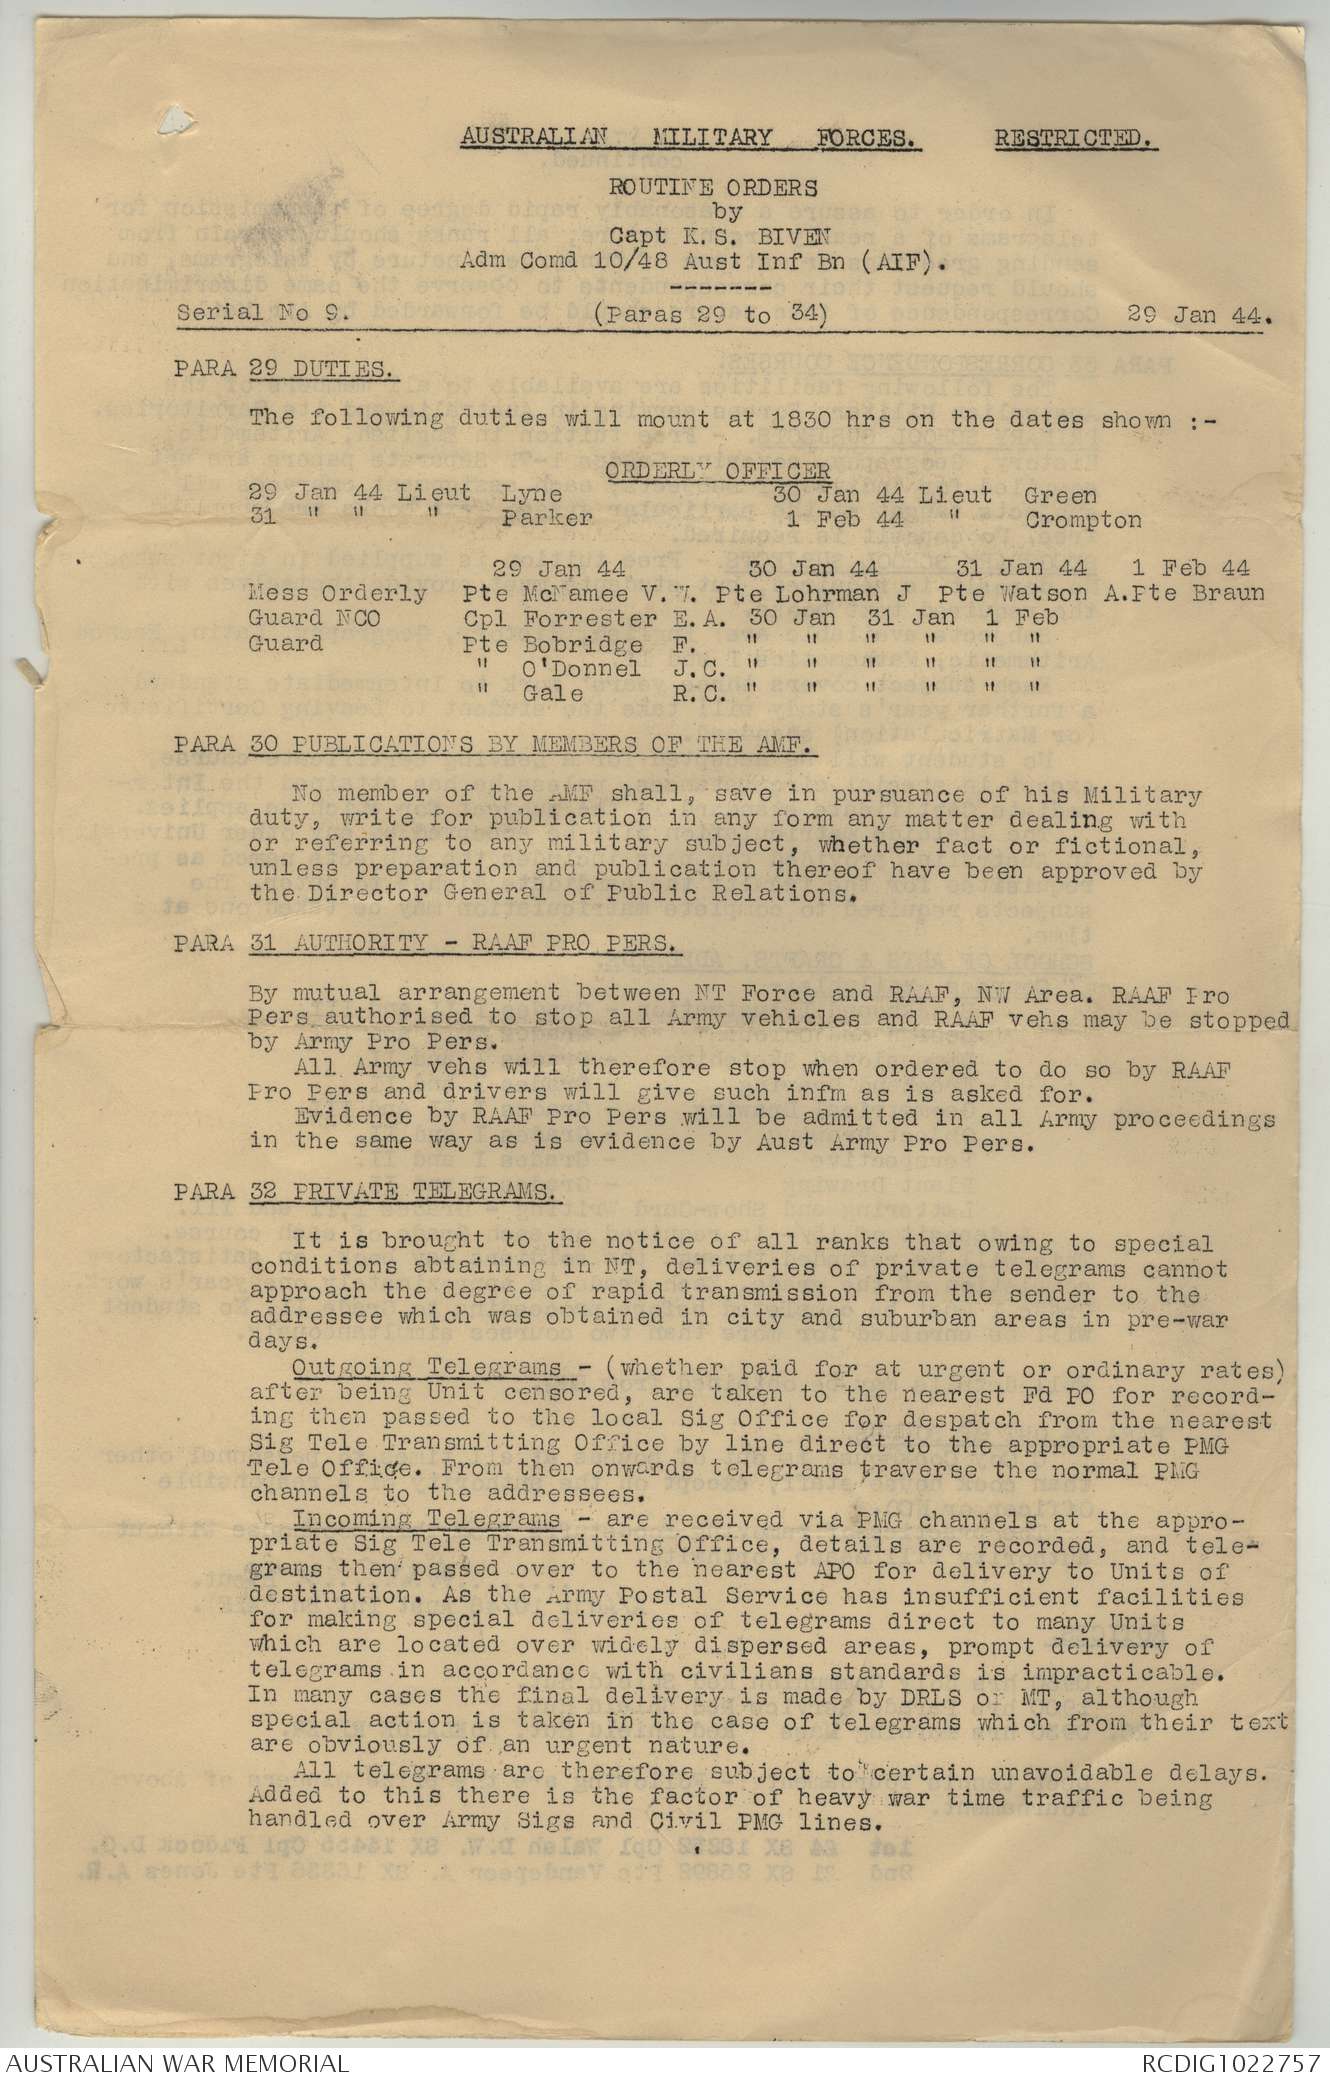 AUSTRALIAN MILITARY FORCES. RESTRICTED.
ROUTINE ORDERS
by
Capt K.S. BIVEN
Adm Comd 10/48 Aust Inf Bn (AIF).
-------
Serial No 9. (Paras 29 to 34) 29 Jan 44.
PARA 29 DUTIES.
The following duties will mount at 1830 hrs on the dates shown :-
ORDERLY OFFICER
29 Jan 44 Lieut Lyne 30 Jan 44 Lieut Green
31 " " " Parker 1 Feb 44 " Crompton
29 Jan 44 30 Jan 44 31 Jan 44 1 Feb 44
Mess Orderly Pte McNamee V.W. Pte Lohrman J Pte Watson A. Pte Braun
Guard NCO Cpl Forrester E.A. 30 Jan 31 Jan 1 Feb
Guard Pte Bobridge F. " " " " " "
" O'Donnel J.C. " " " " " "
" Gale R.C. " " " " " "
PARA 30 PUBLICATIONS BY MEMBERS OF THE AMF.
No member of the AMF shall, save in pursuance of his Military
duty, write for publication in any form any matter dealing with
or referring to any military subject, whether fact or fictional,
unless preparation and publication thereof have been approved by
the Director General of Public Relations.
PARA 31 AUTHORITY - RAAF PRO PERS.
By mutual arrangement between NT Force and RAAF, NW Area. RAAF Pro
Pers authorised to stop all Army vehicles and RAAF vehs may be stopped
by Army Pro Pers.
All Army vehs will therefore stop when ordered to do so by RAAF
Pro Pers and drivers will give such infm as is asked for.
Evidence by RAAF Pro Pers will be admitted in all Army proceedings
in the same way as is evidence by Aust Army Pro Pers.
PARA 32 PRIVATE TELEGRAMS.
It is brought to the notice of all ranks that owing to special
conditions abtaining in NT, deliveries of private telegrams cannot
approach the degree of rapid transmission from the sender to the
addressee which was obtained in city and suburban areas in pre-war
days.
Outgoing Telegrams - (whether paid for at urgent or ordinary rates)
after being Unit censored, are taken to the nearest Fd PO for record-
ing then passed to the local Sig Office for despatch from the nearest
Sig Tele Transmitting Office by line direct to the appropriate PMG
Tele Office. From then onwards telegrams traverse the normal PMG
channels to the addressees.
Incoming Telegrams - are received via PMG channels at the appro-
priate Sig Tele Transmitting Office, details are recorded, and tele-
grams then passed over to the nearest APO for delivery to Units of
destination. As the Army Postal Service has insufficient facilities
for making special deliveries of telegrams direct to many Units
which are located over widely dispersed areas, prompt delivery of
telegrams in accordance with civilians standards is impracticable.
In many cases the final delivery is made by DRLS or MT, although
special action is taken in the case of telegrams which from their text
are obviously of an urgent nature.
All telegrams are therefore subject to certain unavoidable delays.
Added to this there is the factor of heavy war time traffic being
handled over Army Sigs and Civil PMG lines.
AUSTRALIAN WAR MEMORIAL RCDIG1022757